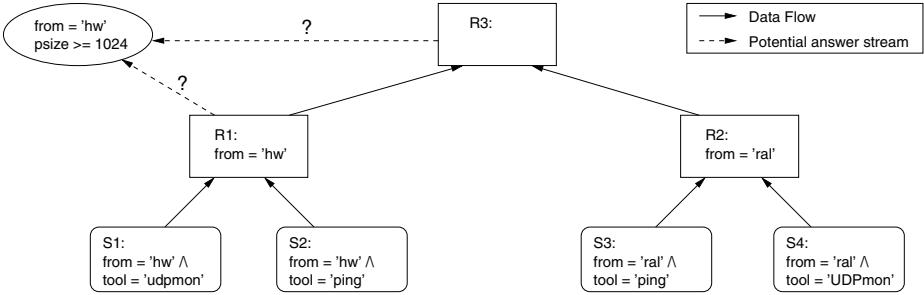 from = 'hw'
psize >= 1024
?
R3:
Data Flow
Potential answer stream
?
R1:
from = 'hw'
R2:
from = 'ral'
S1:
from = 'hw' /\
tool = 'udpmon'
S2:
from = 'hw' /\
tool = 'ping'
S3:
from = 'ral' /\
tool = 'ping'
S4:
from = 'ral' /\
tool = 'UDPmon'